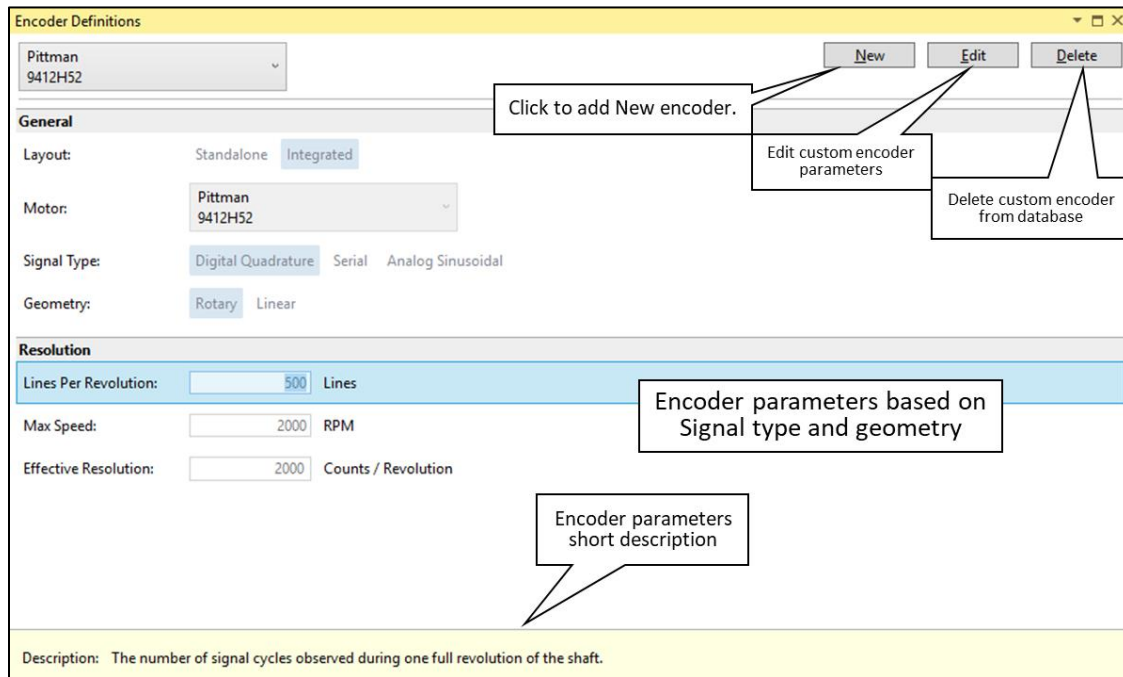 Encoder Definitions
Pittman
9412H52
New
Edit
Delete
Click to add New encoder.
Edit custom encoder
parameters
Delete custom encoder
from database
General
Layout:
Standalone
Integrated
Motor:
Pittman
9412H52
Signal Type:
Digital Quadrature
Serial
Analog Sinusoidal
Geometry:
Rotary
Linear
Resolution
Lines Per Revolution:
500
Lines
Max Speed:
2000
RPM
Effective Resolution:
2000
Counts / Revolution
Encoder parameters based on
Signal type and geometry
Encoder parameters
short description
Description: The number of signal cycles observed during one full revolution of the shaft.